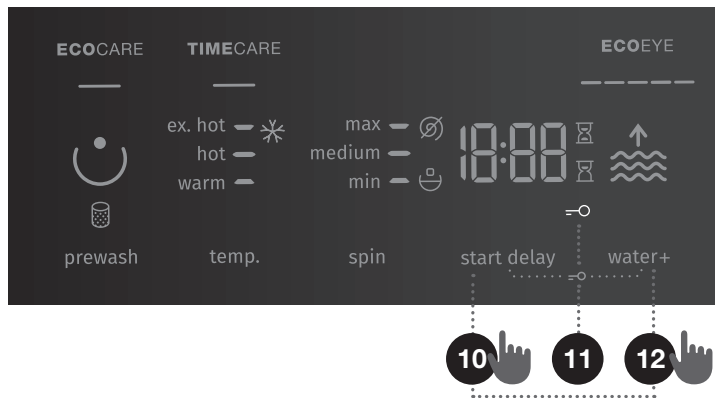 ECOCARE TIMECARE ECOEYE
ex. hot max 18:88
hot medium
warm min
prewash temp. spin start delay water+
10 11 12